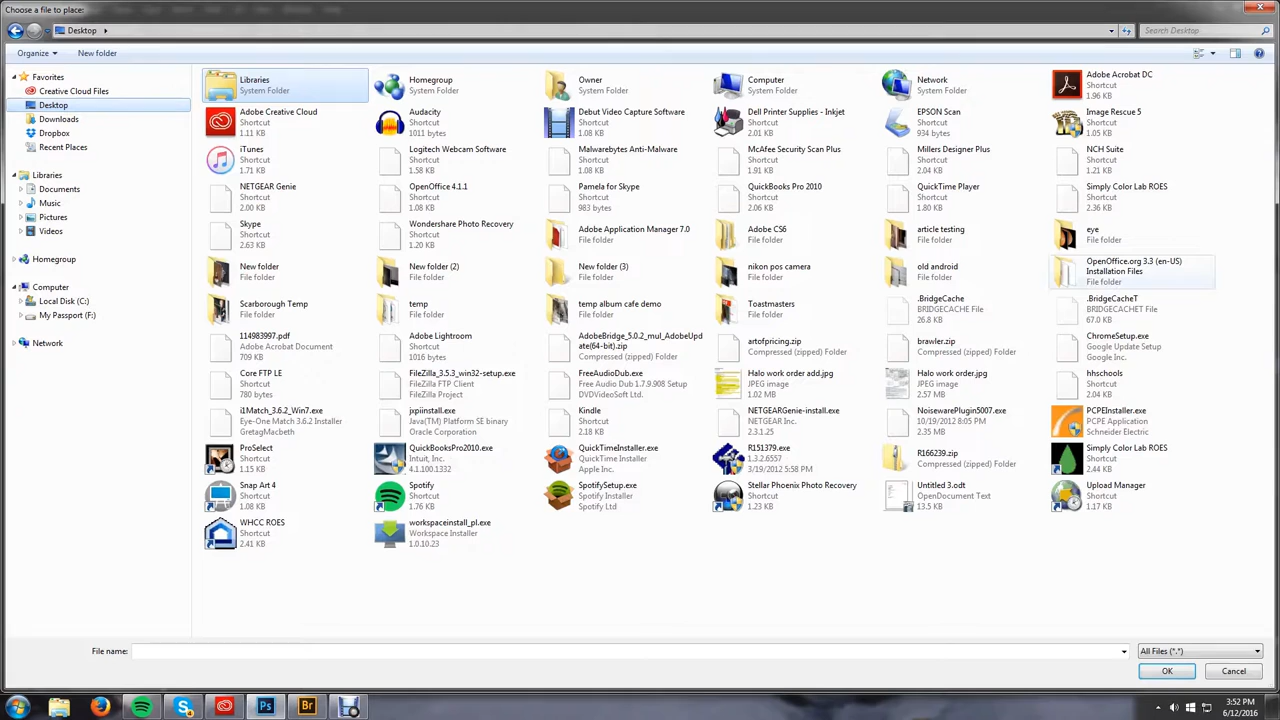 Choose a file to place:
Desktop
Search Desktop
Organize
New folder
Favorites
Creative Cloud Files
Desktop
Downloads
Dropbox
Recent Places
Libraries
Documents
Music
Pictures
Videos
Homegroup
Computer
Local Disk (C:)
My Passport (F:)
Network
Libraries
System Folder
Homegroup
System Folder
Owner
System Folder
Computer
System Folder
Network
System Folder
Adobe Acrobat DC
Shortcut
1.96 KB
Adobe Creative Cloud
Shortcut
1.11 KB
Audacity
Shortcut
1011 bytes
Debut Video Capture Software
Shortcut
1.08 KB
Dell Printer Supplies - Inkjet
Shortcut
2.01 KB
EPSON Scan
Shortcut
934 bytes
Image Rescue 5
Shortcut
1.05 KB
iTunes
Shortcut
1.71 KB
Logitech Webcam Software
Shortcut
1.58 KB
Malwarebytes Anti-Malware
Shortcut
1.08 KB
McAfee Security Scan Plus
Shortcut
1.91 KB
Millers Designer Plus
Shortcut
2.04 KB
NCH Suite
Shortcut
1.21 KB
NETGEAR Genie
Shortcut
2.00 KB
OpenOffice 4.1.1
Shortcut
1.08 KB
Pamela for Skype
Shortcut
983 bytes
QuickBooks Pro 2010
Shortcut
2.06 KB
QuickTime Player
Shortcut
1.80 KB
Simply Color Lab ROES
Shortcut
2.36 KB
Skype
Shortcut
2.63 KB
Wondershare Photo Recovery
Shortcut
1.20 KB
Adobe Application Manager 7.0
File folder
Adobe CS6
File folder
article testing
File folder
eye
File folder
New folder
File folder
New folder (2)
File folder
New folder (3)
File folder
nikon pos camera
File folder
old android
File folder
OpenOffice.org 3.3 (en-US)
Installation Files
File folder
Scarborough Temp
File folder
temp
File folder
temp album cafe demo
File folder
Toastmasters
File folder
.BridgeCache
BRIDGECACHE File
26.8 KB
.BridgeCacheT
BRIDGECACHET File
67.0 KB
114983997.pdf
Adobe Acrobat Document
709 KB
Adobe Lightroom
Shortcut
1016 bytes
AdobeBridge_5.0.2_mul_AdobeUpd
ate(64-bit).zip
Compressed (zipped) Folder
artofpricing.zip
Compressed (zipped) Folder
brawler.zip
Compressed (zipped) Folder
ChromeSetup.exe
Google Update Setup
Google Inc.
Core FTP LE
Shortcut
780 bytes
FileZilla_3.5.3_win32-setup.exe
FileZilla FTP Client
FileZilla Project
FreeAudioDub.exe
Free Audio Dub 1.7.9.908 Setup
DVDVideoSoft Ltd.
Halo work order add.jpg
JPEG image
1.02 MB
Halo work order.jpg
JPEG image
2.57 MB
hhschools
Shortcut
2.04 KB
i1Match_3.6.2_Win7.exe
Eye-One Match 3.6.2 Installer
GretagMacbeth
jxpiinstall.exe
Java(TM) Platform SE binary
Oracle Corporation
Kindle
Shortcut
2.18 KB
NETGEARGenie-install.exe
NETGEAR Inc.
2.3.1.25
NoisewarePlugin5007.exe
10/19/2012 8:05 PM
2.35 MB
PCPEInstaller.exe
PCPE Application
Schneider Electric
ProSelect
Shortcut
1.15 KB
QuickBooksPro2010.exe
Intuit, Inc.
4.1.100.1332
QuickTimeInstaller.exe
QuickTime Installer
Apple Inc.
R151379.exe
1.3.2.6557
3/19/2012 5:58 PM
R166239.zip
Compressed (zipped) Folder
Simply Color Lab ROES
Shortcut
2.44 KB
Snap Art 4
Shortcut
1.08 KB
Spotify
Shortcut
1.76 KB
SpotifySetup.exe
Spotify Installer
Spotify Ltd
Stellar Phoenix Photo Recovery
Shortcut
1.23 KB
Untitled 3.odt
OpenDocument Text
13.5 KB
Upload Manager
Shortcut
1.17 KB
WHCC ROES
Shortcut
2.41 KB
workspaceinstall_pl.exe
Workspace Installer
1.0.10.23
File name:
All Files (*.*)
OK
Cancel
Ps
Br
3:52 PM
6/12/2016